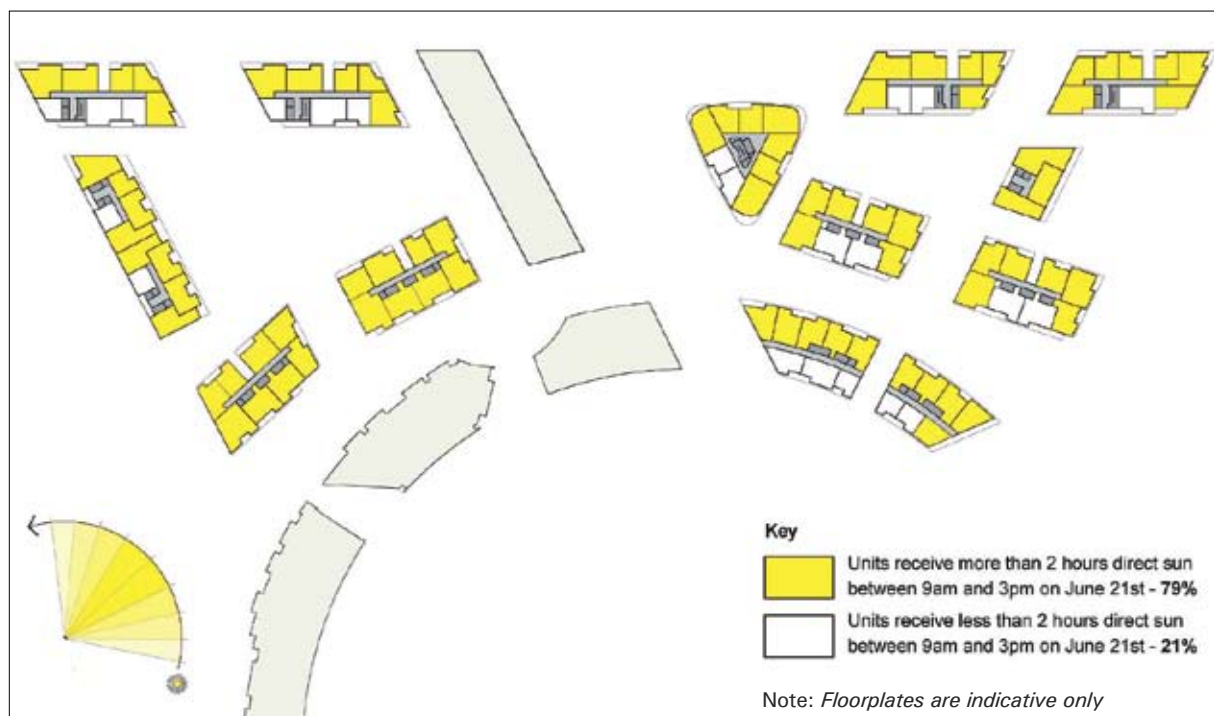 Key
Units receive more than 2 hours direct sun
between 9am and 3pm on June 21st - 79%
Units receive less than 2 hours direct sun
between 9am and 3pm on June 21st - 21%
Note: Floorplates are indicative only